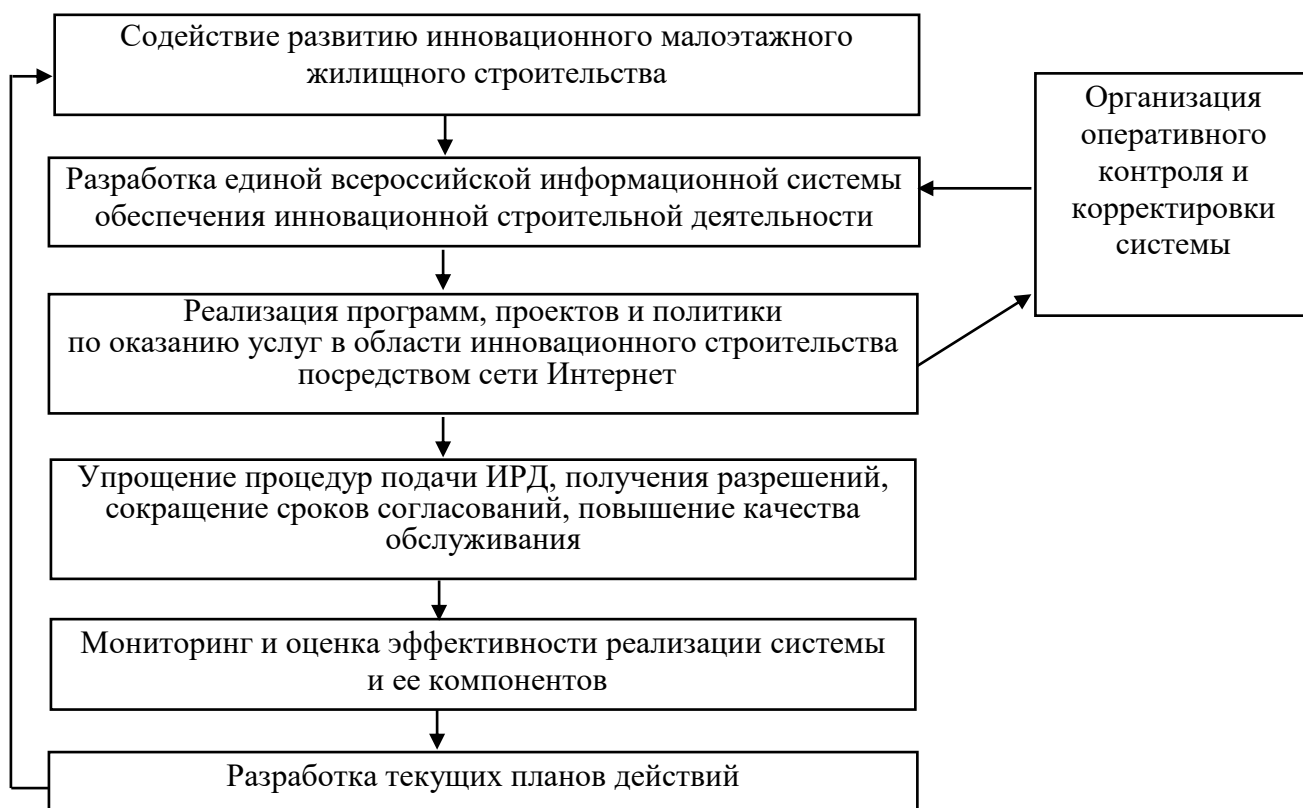 Содействие развитию инновационного малоэтажного
жилищного строительства
Организация
оперативного
контроля и
корректировки
системы
Разработка единой всероссийской информационной системы
обеспечения инновационной строительной деятельности
Реализация программ, проектов и политики
по оказанию услуг в области инновационного строительства
посредством сети Интернет
Упрощение процедур подачи ИРД, получения разрешений,
сокращение сроков согласований, повышение качества
обслуживания
Мониторинг и оценка эффективности реализации системы
и ее компонентов
Разработка текущих планов действий